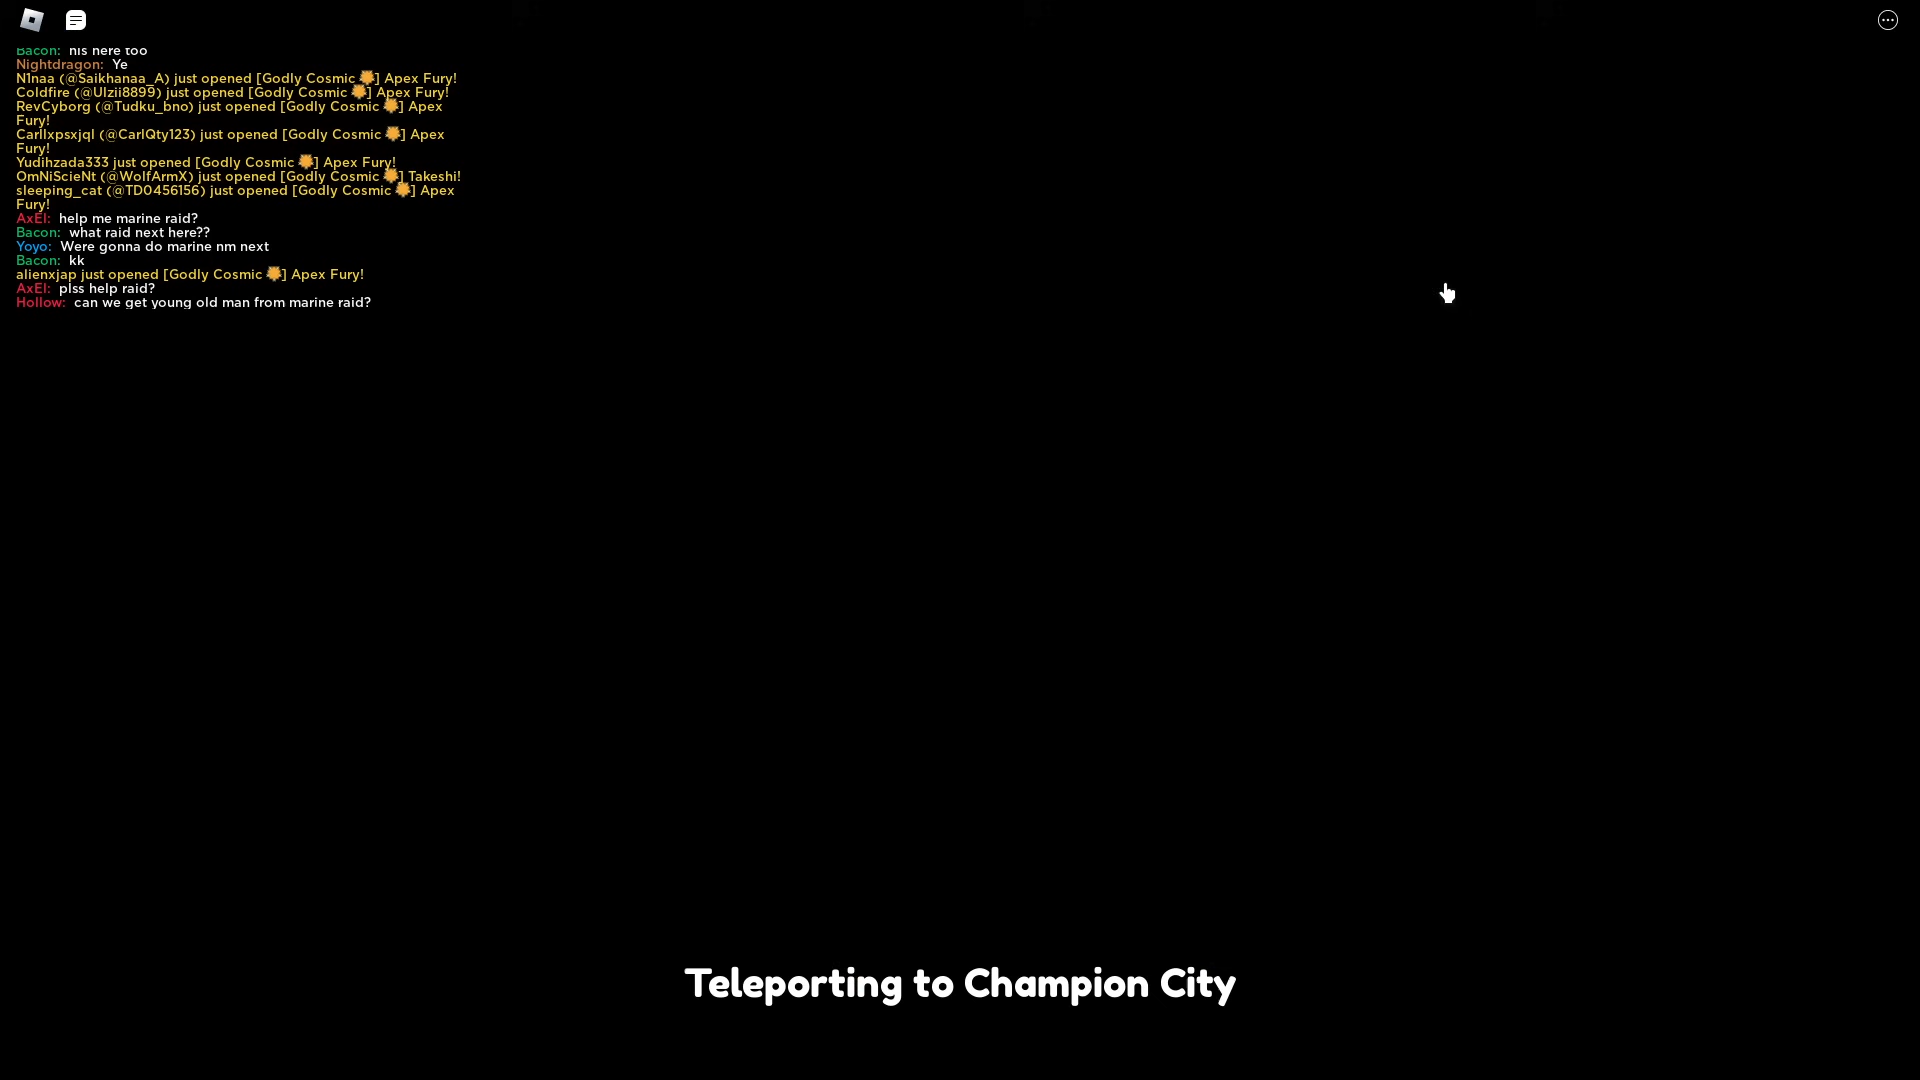 Bacon: his here too
Nightdragon: Ye
N1naa (@Saikhanaa_A) just opened [Godly Cosmic ] Apex Fury!
Coldfire (@Ulzii8899) just opened [Godly Cosmic ] Apex Fury!
RevCyborg (@Tudku_bno) just opened [Godly Cosmic ] Apex
Fury!
Carllxpsxjql (@CarlQty123) just opened [Godly Cosmic ] Apex
Fury!
Yudihzada333 just opened [Godly Cosmic ] Apex Fury!
OmNiScieNt (@WolfArmX) just opened [Godly Cosmic ] Takeshi!
sleeping_cat (@TD0456156) just opened [Godly Cosmic ] Apex
Fury!
AxEl: help me marine raid?
Bacon: what raid next here??
Yoyo: Were gonna do marine nm next
Bacon: kk
alienxjap just opened [Godly Cosmic ] Apex Fury!
AxEl: plss help raid?
Hollow: can we get young old man from marine raid?
Teleporting to Champion City